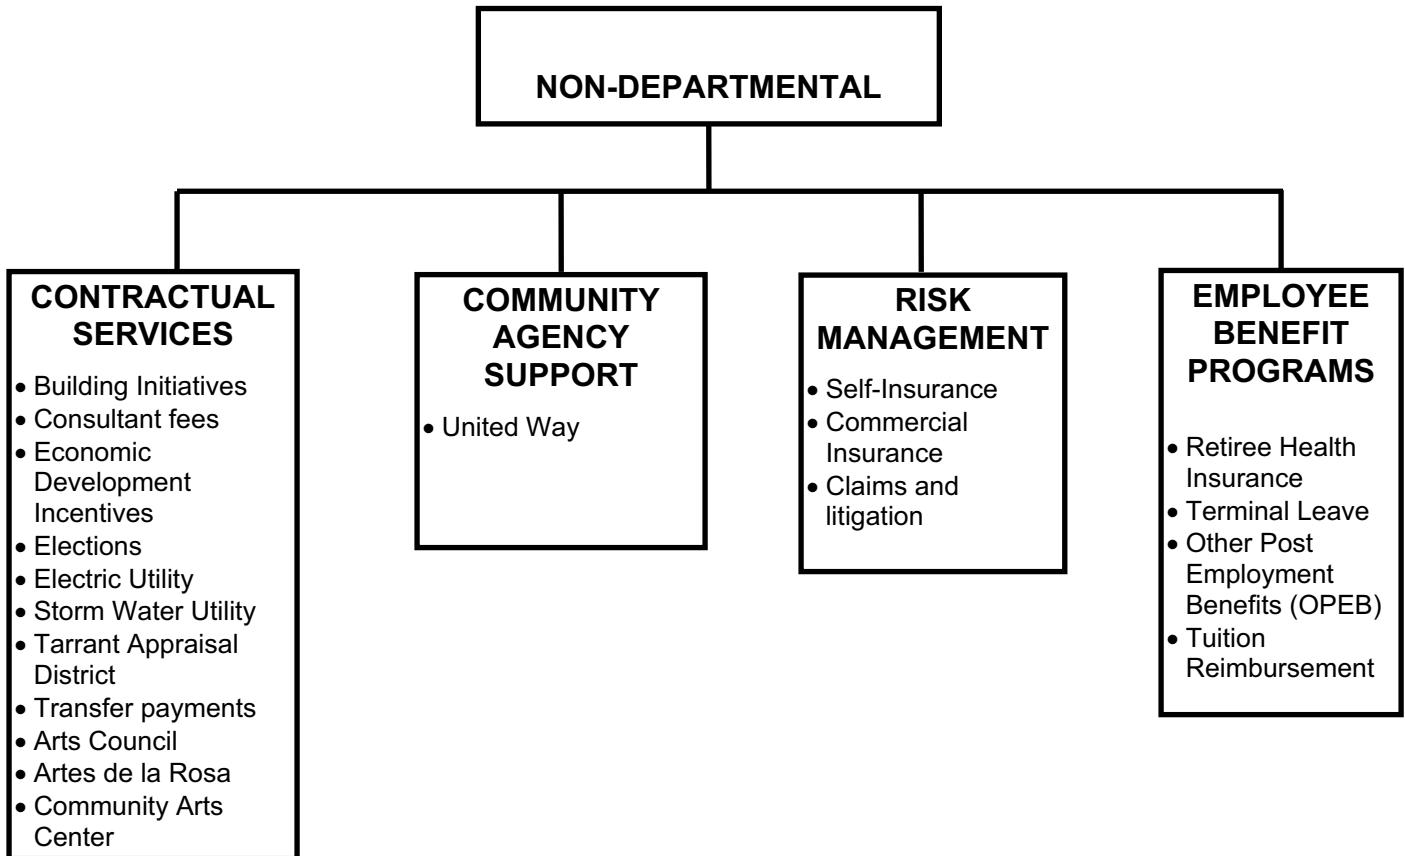 NON-DEPARTMENTAL
CONTRACTUAL
SERVICES
• Building Initiatives
• Consultant fees
• Economic
Development
Incentives
• Elections
• Electric Utility
• Storm Water Utility
• Tarrant Appraisal
District
• Transfer payments
• Arts Council
• Artes de la Rosa
• Community Arts
Center
COMMUNITY
AGENCY
SUPPORT
• United Way
RISK
MANAGEMENT
• Self-Insurance
• Commercial
Insurance
• Claims and
litigation
EMPLOYEE
BENEFIT
PROGRAMS
• Retiree Health
Insurance
• Terminal Leave
• Other Post
Employment
Benefits (OPEB)
• Tuition
Reimbursement